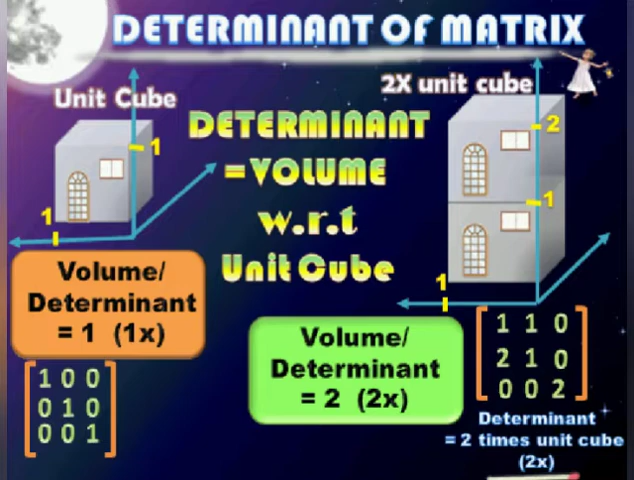 DETERMINANT OF MATRIX
Unit Cube
2X unit cube
DETERMINANT
=VOLUME
w.r.t
Unit Cube
1
1
2
1
1
Volume/
Determinant
= 1 (1x)
Volume/
Determinant
= 2 (2x)
1 0 0
0 1 0
0 0 1
1 1 0
2 1 0
0 0 2
Determinant
= 2 times unit cube
(2x)